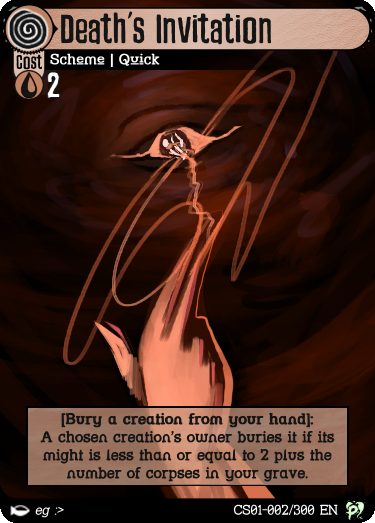 Death's Invitation
Cost
Scheme | Quick
2
[Bury a creation from your hand]:
A chosen creation's owner buries it if its
might is less than or equal to 2 plus the
number of corpses in your grave.
eg :> CS01-002/300 EN